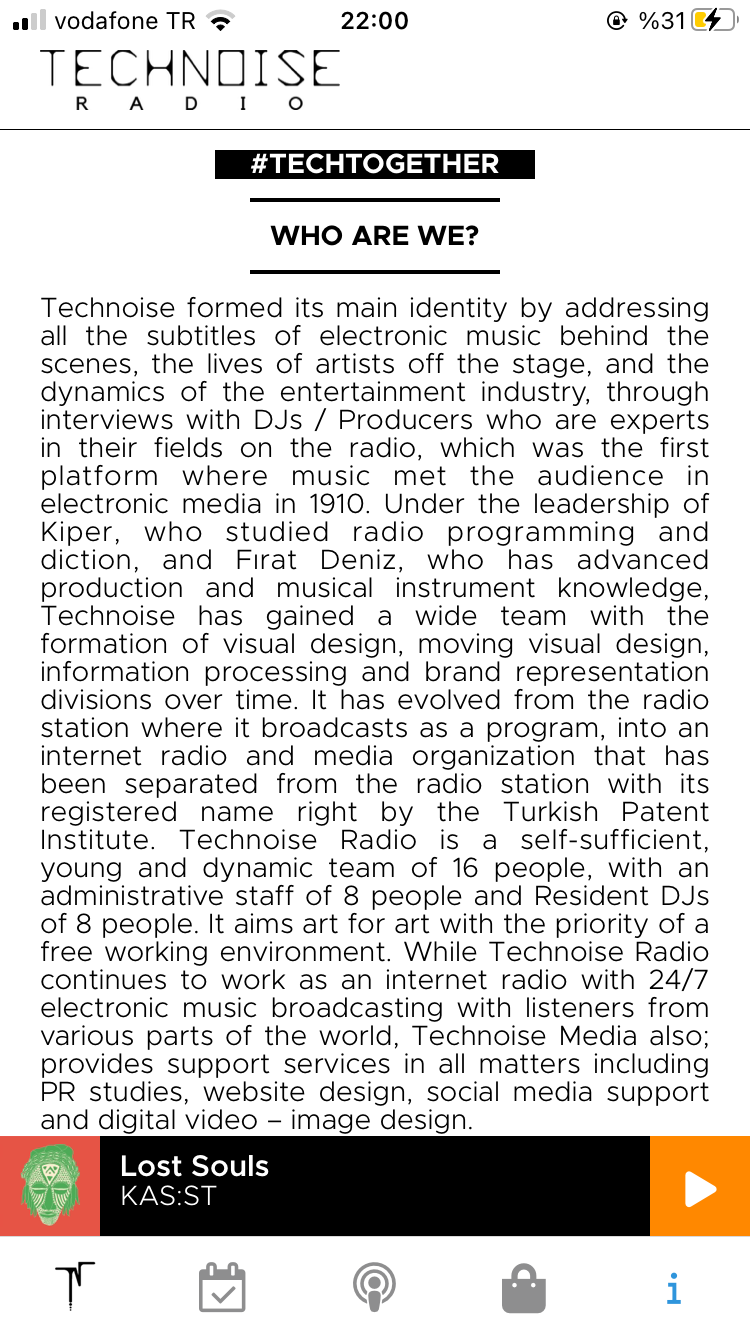 vodafone TR 22:00 %31
TECHNOISE
RADIO
#TECHTOGETHER
WHO ARE WE?
Technoise formed its main identity by addressing
all the subtitles of electronic music behind the
scenes, the lives of artists off the stage, and the
dynamics of the entertainment industry, through
interviews with DJs / Producers who are experts
in their fields on the radio, which was the first
platform where music met the audience in
electronic media in 1910. Under the leadership of
Kiper, who studied radio programming and
diction, and Fırat Deniz, who has advanced
production and musical instrument knowledge,
Technoise has gained a wide team with the
formation of visual design, moving visual design,
information processing and brand representation
divisions over time. It has evolved from the radio
station where it broadcasts as a program, into an
internet radio and media organization that has
been separated from the radio station with its
registered name right by the Turkish Patent
Institute. Technoise Radio is a self-sufficient,
young and dynamic team of 16 people, with an
administrative staff of 8 people and Resident DJs
of 8 people. It aims art for art with the priority of a
free working environment. While Technoise Radio
continues to work as an internet radio with 24/7
electronic music broadcasting with listeners from
various parts of the world, Technoise Media also;
provides support services in all matters including
PR studies, website design, social media support
and digital video – image design.
Lost Souls
KAS:ST